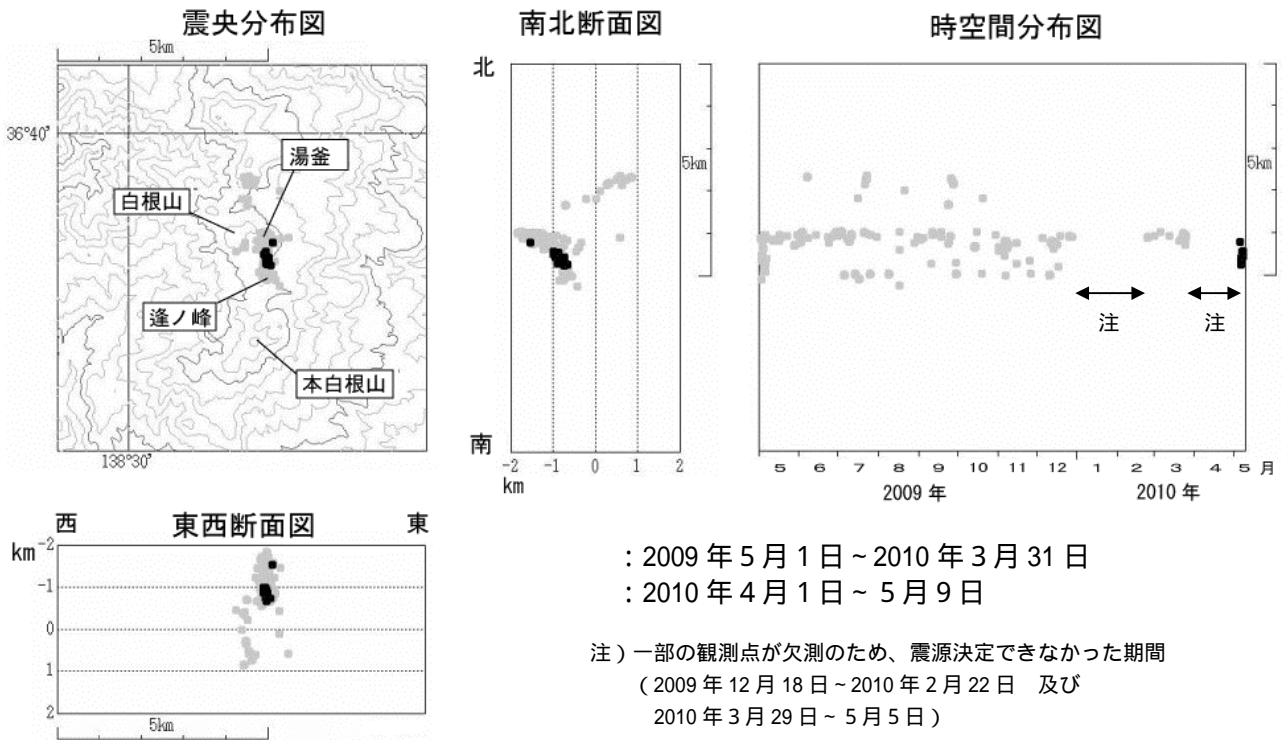 震央分布図
5km
36°40'
湯釜
白根山
逢ノ峰
本白根山
138°30'
南北断面図
北
南
-2 -1 0 1 2
km
5km
時空間分布図
5km
注 注
5 6 7 8 9 10 11 12 1 2 3 4 5 月
2009 年 2010 年
西 東西断面図 東
km
-2
-1
0
1
2
5km
：2009 年 5 月 1 日～2010 年 3 月 31 日
：2010 年 4 月 1 日～ 5 月 9 日
注）一部の観測点が欠測のため、震源決定できなかった期間
（2009 年 12 月 18 日～2010 年 2 月 22 日　及び
2010 年 3 月 29 日～ 5 月 5 日）